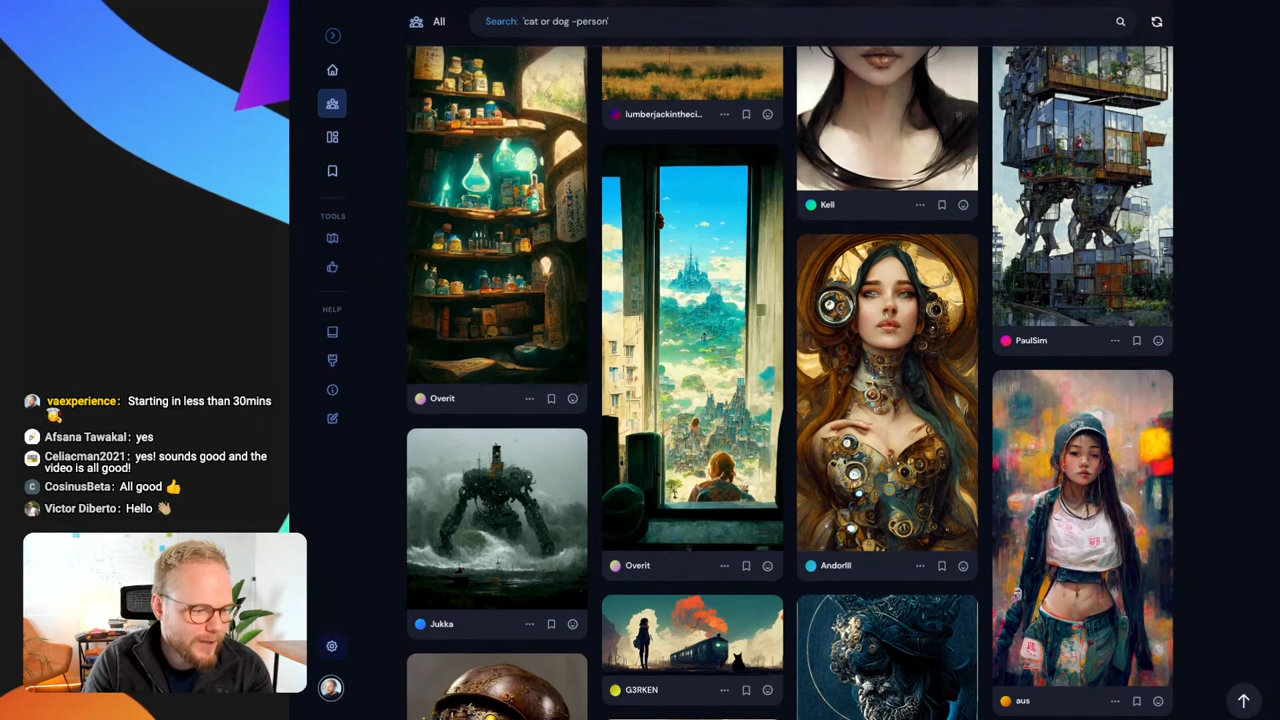 All
Search: 'cat or dog -person'
TOOLS
HELP
lumberjackintheci...
Kell
PaulSim
Overit
Overit
AndorIII
Jukka
G3RKEN
aus
vaexperience: Starting in less than 30mins
Afsana Tawakal: yes
Celiacman2021: yes! sounds good and the
video is all good!
CosinusBeta: All good 👍
Victor Diberto: Hello 👋🏼